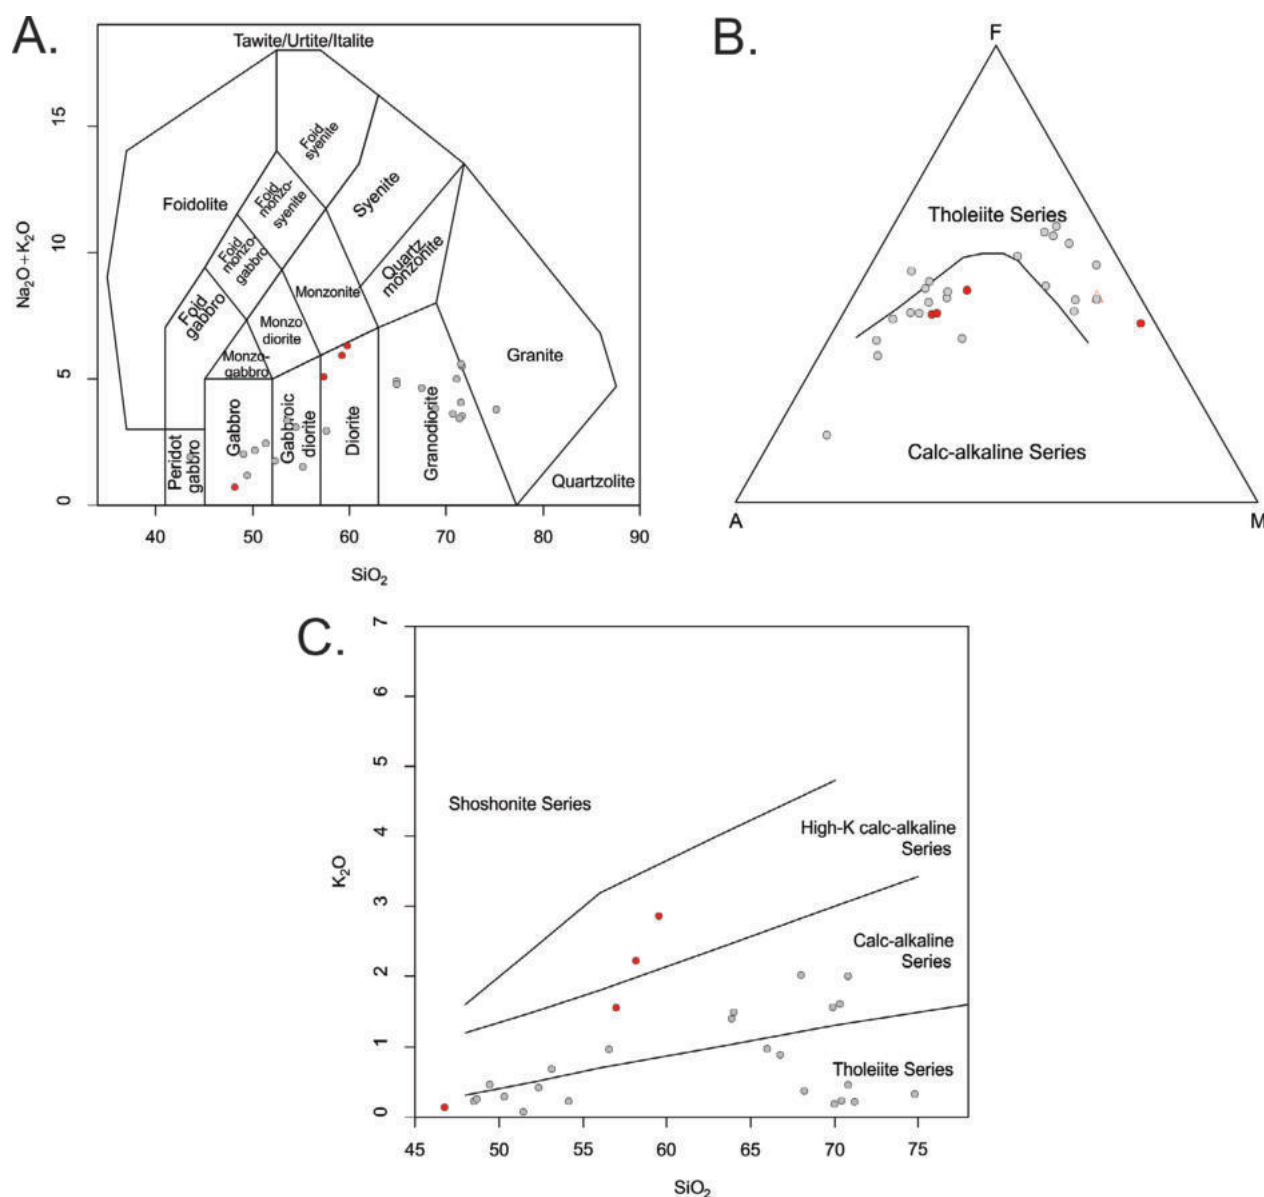 A.
Tawite/Urtite/Italite
Foid
syenite
Foidolite
Foid
monzo-
syenite
Syenite
Foid
monzo-
gabbro
Quartz
monzonite
Foid
gabbro
Monzonite
Monzo
diorite
Monzo-
gabbro
Granite
Peridot
gabbro
Gabbro
Gabbroic
diorite
Diorite
Granodiorite
Quartzolite
Na₂O+K₂O
15
10
5
0
40 50 60 70 80 90
SiO₂
B.
F
Tholeiite Series
Calc-alkaline Series
A M
C.
7
6
5
4
3
2
1
0
K₂O
Shoshonite Series
High-K calc-alkaline
Series
Calc-alkaline
Series
Tholeiite Series
45 50 55 60 65 70 75
SiO₂